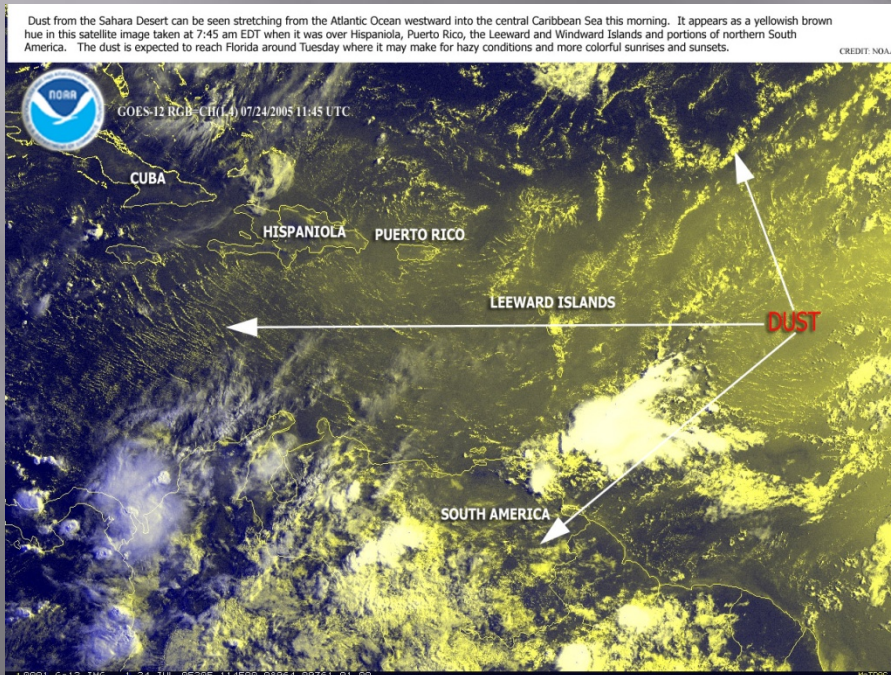 Dust from the Sahara Desert can be seen stretching from the Atlantic Ocean westward into the central Caribbean Sea this morning. It appears as a yellowish brown
hue in this satellite image taken at 7:45 am EDT when it was over Hispaniola, Puerto Rico, the Leeward and Windward Islands and portions of northern South
America. The dust is expected to reach Florida around Tuesday where it may make for hazy conditions and more colorful sunrises and sunsets.
CREDIT: NOAA
NOAA
GOES-12 RGB=CH(1,4) 07/24/2005 11:45 UTC
CUBA
HISPANIOLA
PUERTO RICO
LEEWARD ISLANDS
DUST
SOUTH AMERICA